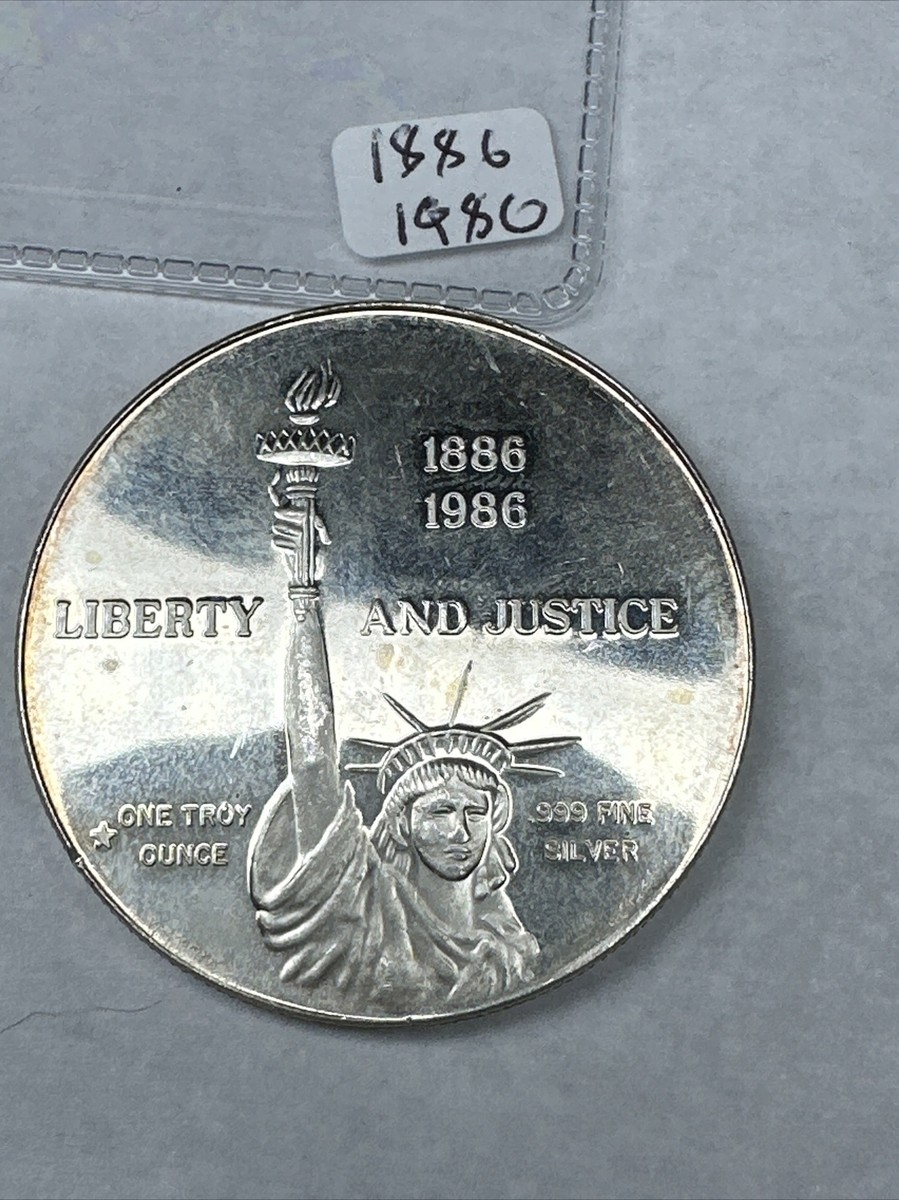 1886
1980
1886
1986
LIBERTY AND JUSTICE
ONE TROY
OUNCE
.999 FINE
SILVER